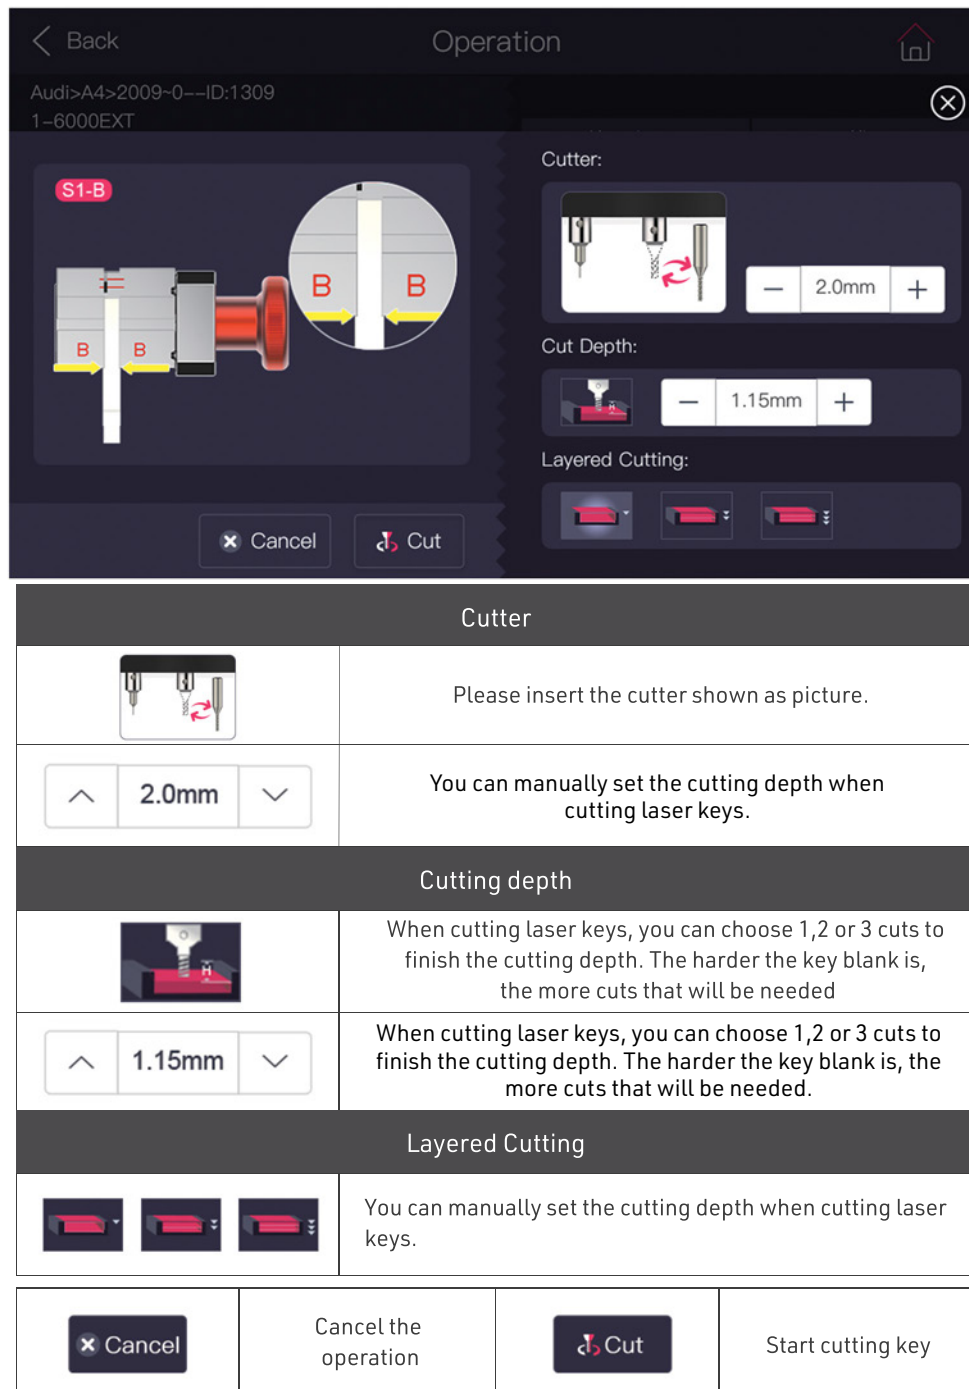 Back
Operation
Audi>A4>2009~0--ID:1309
1-6000EXT
S1-B
B B
B B
Cutter:
2.0mm
Cut Depth:
H
1.15mm
Layered Cutting:
Cancel
Cut
Cutter
Please insert the cutter shown as picture.
2.0mm
You can manually set the cutting depth when
cutting laser keys.
Cutting depth
H
When cutting laser keys, you can choose 1,2 or 3 cuts to
finish the cutting depth. The harder the key blank is,
the more cuts that will be needed
1.15mm
When cutting laser keys, you can choose 1,2 or 3 cuts to
finish the cutting depth. The harder the key blank is, the
more cuts that will be needed.
Layered Cutting
You can manually set the cutting depth when cutting laser
keys.
Cancel
Cancel the
operation
Cut
Start cutting key